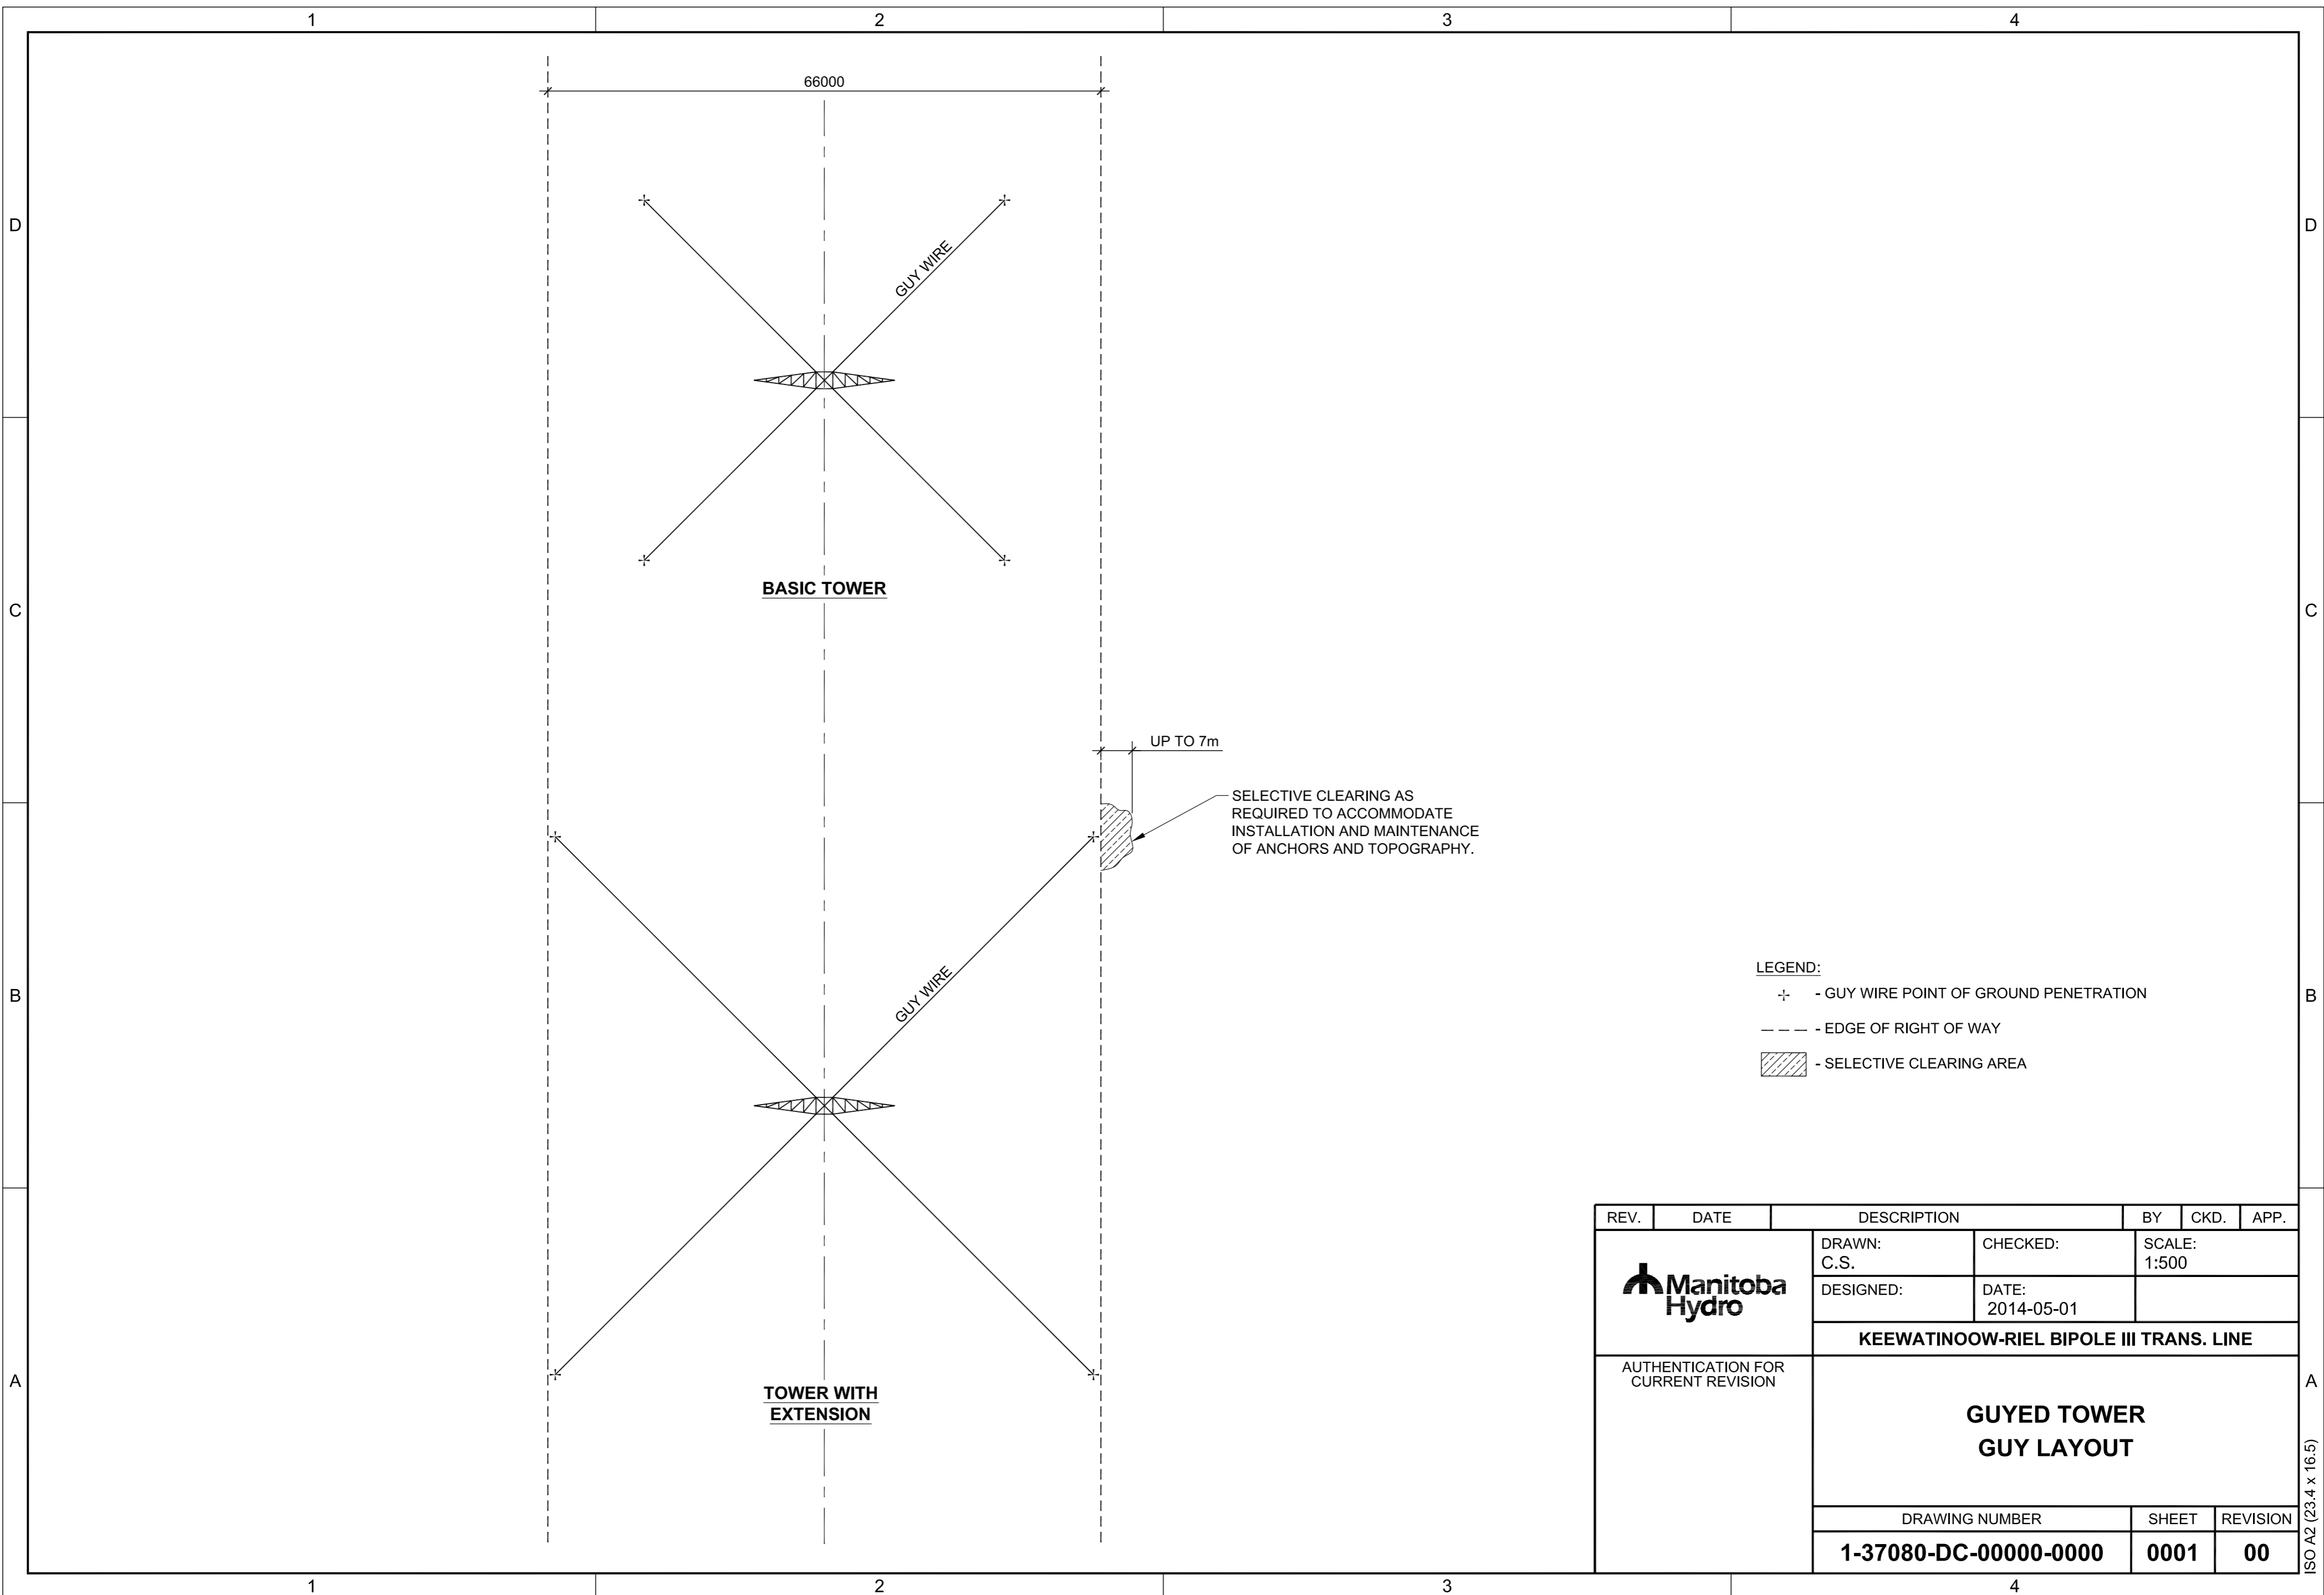 1
2
3
4
D
D
C
C
B
B
A
A
66000
GUY WIRE
BASIC TOWER
UP TO 7m
SELECTIVE CLEARING AS
REQUIRED TO ACCOMMODATE
INSTALLATION AND MAINTENANCE
OF ANCHORS AND TOPOGRAPHY.
GUY WIRE
TOWER WITH
EXTENSION
LEGEND:
- GUY WIRE POINT OF GROUND PENETRATION
- EDGE OF RIGHT OF WAY
- SELECTIVE CLEARING AREA
REV. DATE DESCRIPTION BY CKD. APP.
Manitoba
Hydro
DRAWN:
C.S.
CHECKED:
SCALE:
1:500
DESIGNED:
DATE:
2014-05-01
KEEWATINOOW-RIEL BIPOLE III TRANS. LINE
AUTHENTICATION FOR
CURRENT REVISION
GUYED TOWER
GUY LAYOUT
DRAWING NUMBER SHEET REVISION
1-37080-DC-00000-0000 0001 00
ISO A2 (23.4 x 16.5)
1
2
3
4